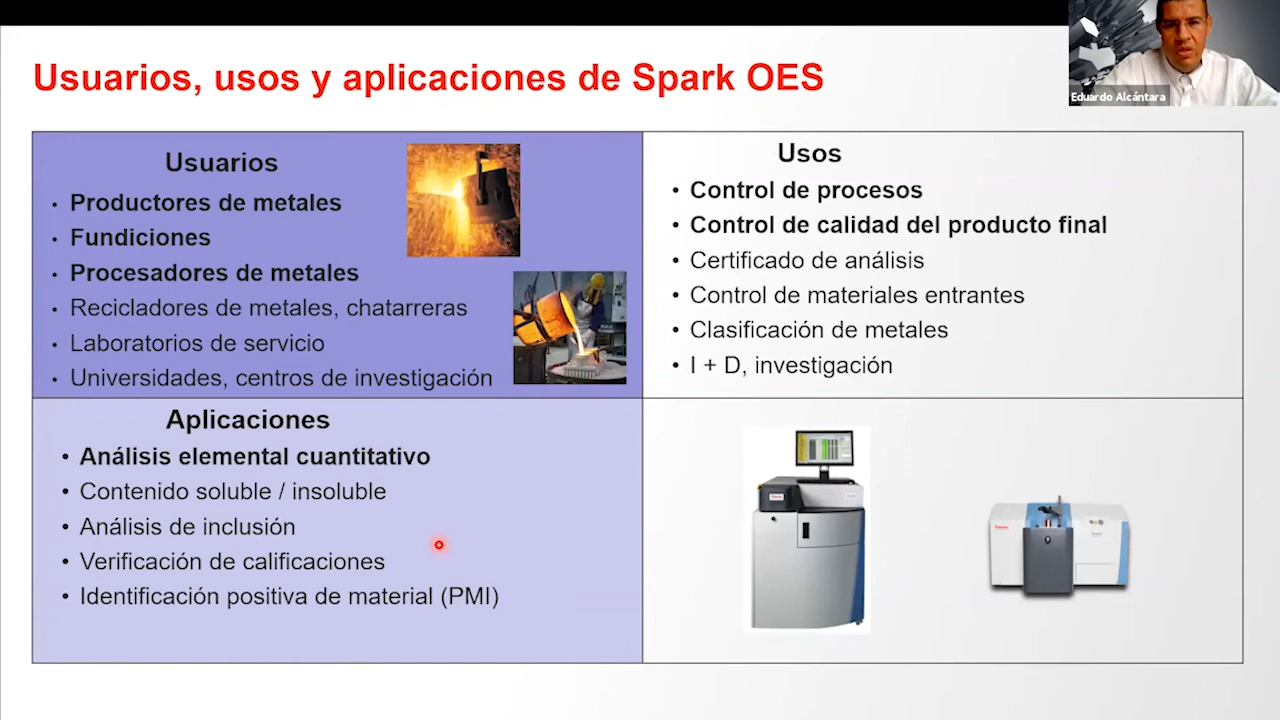 Usuarios, usos y aplicaciones de Spark OES
Eduardo Alcántara
Usuarios
• Productores de metales
• Fundiciones
• Procesadores de metales
• Recicladores de metales, chatarreras
• Laboratorios de servicio
• Universidades, centros de investigación
Usos
• Control de procesos
• Control de calidad del producto final
• Certificado de análisis
• Control de materiales entrantes
• Clasificación de metales
• I + D, investigación
Aplicaciones
• Análisis elemental cuantitativo
• Contenido soluble / insoluble
• Análisis de inclusión
• Verificación de calificaciones
• Identificación positiva de material (PMI)